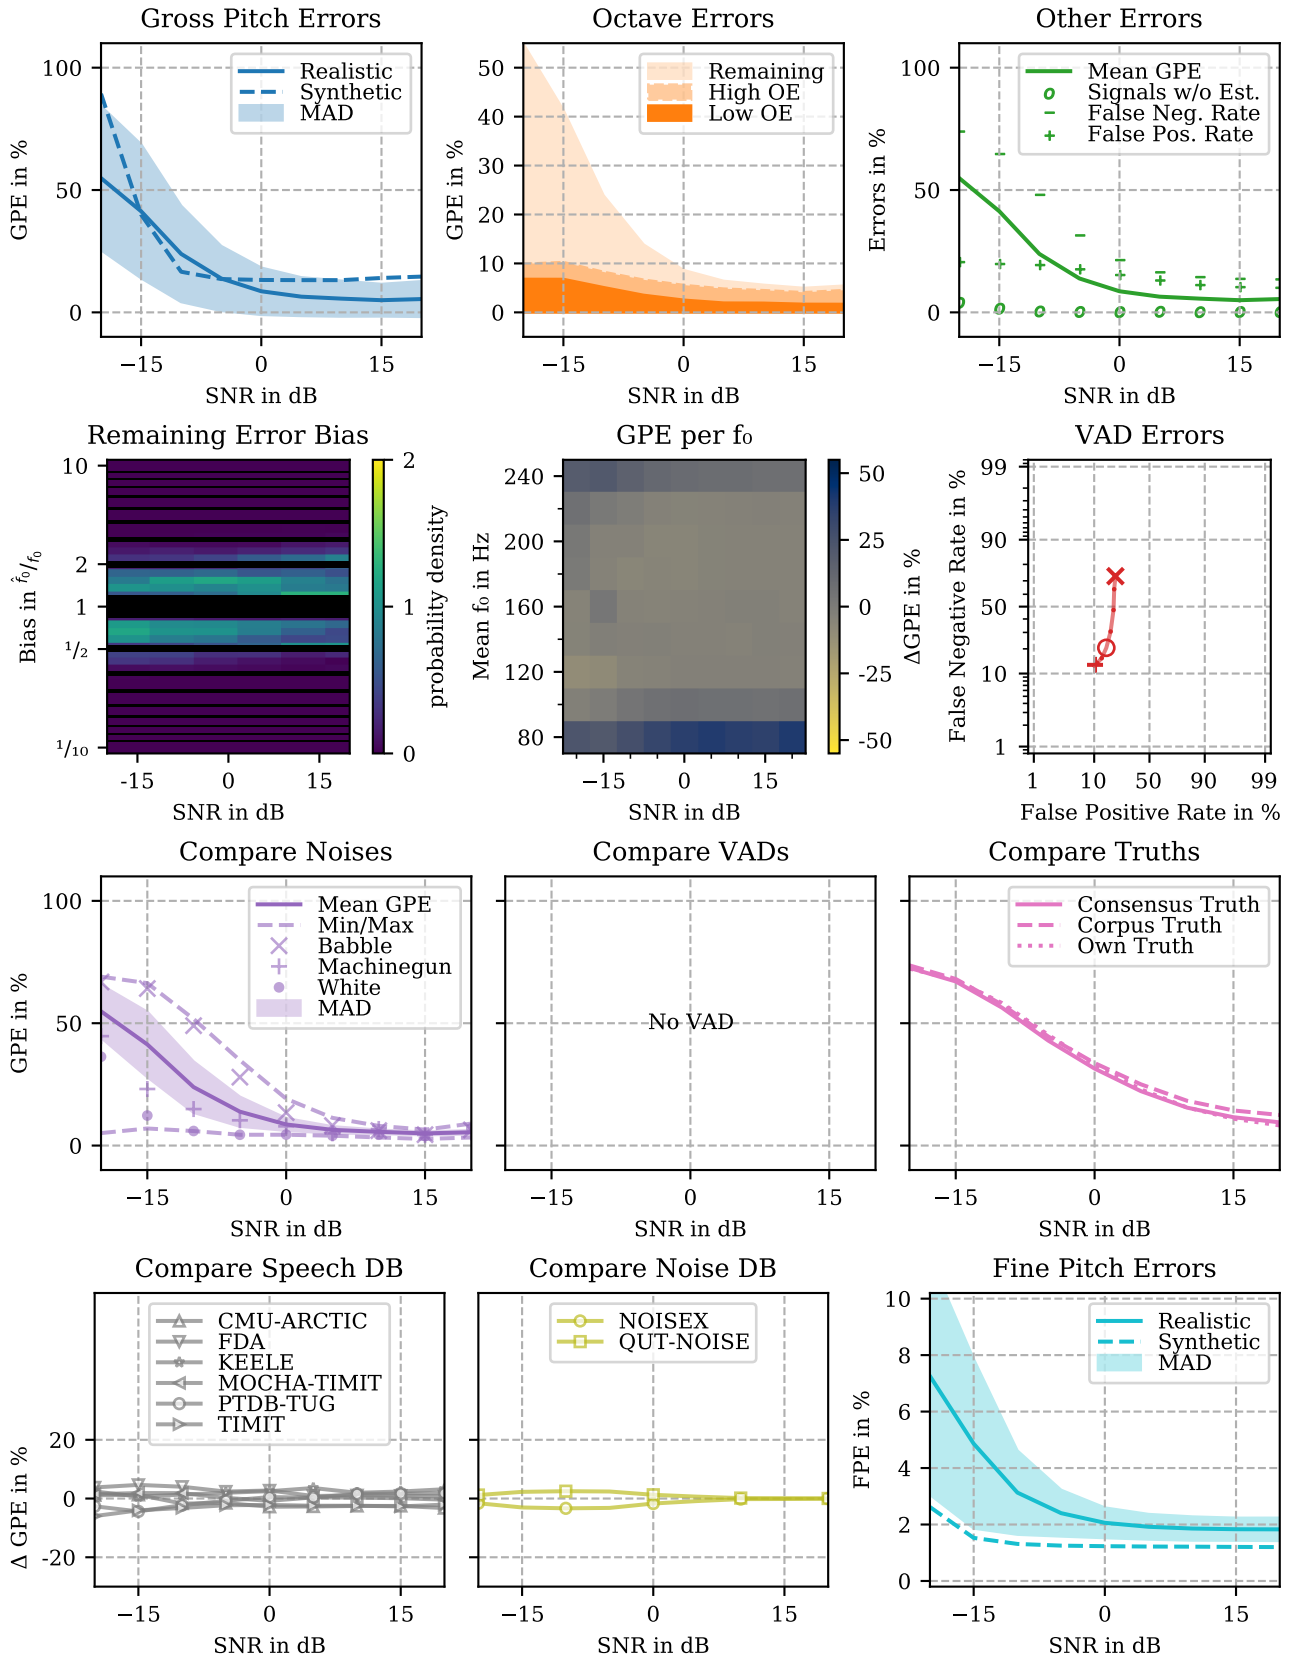 Gross Pitch Errors
100
50
0
GPE in %
Realistic
Synthetic
MAD
−15
0
15
SNR in dB
Octave Errors
50
40
30
20
10
0
GPE in %
Remaining
High OE
Low OE
−15
0
15
SNR in dB
Other Errors
100
50
0
Errors in %
Mean GPE
Signals w/o Est.
False Neg. Rate
False Pos. Rate
−15
0
15
SNR in dB
Remaining Error Bias
10
2
1
¹/₂
¹/₁₀
Bias in f̂₀/f₀
-15
0
15
SNR in dB
2
1
0
probability density
GPE per f₀
240
200
160
120
80
Mean f₀ in Hz
−15
0
15
SNR in dB
50
25
0
-25
-50
ΔGPE in %
VAD Errors
99
90
50
10
1
False Negative Rate in %
1
10
50
90
99
False Positive Rate in %
Compare Noises
100
50
0
GPE in %
Mean GPE
Min/Max
Babble
Machinegun
White
MAD
−15
0
15
SNR in dB
Compare VADs
No VAD
−15
0
15
SNR in dB
Compare Truths
Consensus Truth
Corpus Truth
Own Truth
−15
0
15
SNR in dB
Compare Speech DB
CMU-ARCTIC
FDA
KEELE
MOCHA-TIMIT
PTDB-TUG
TIMIT
20
0
-20
Δ GPE in %
−15
0
15
SNR in dB
Compare Noise DB
NOISEX
QUT-NOISE
−15
0
15
SNR in dB
Fine Pitch Errors
10
8
6
4
2
0
FPE in %
Realistic
Synthetic
MAD
−15
0
15
SNR in dB